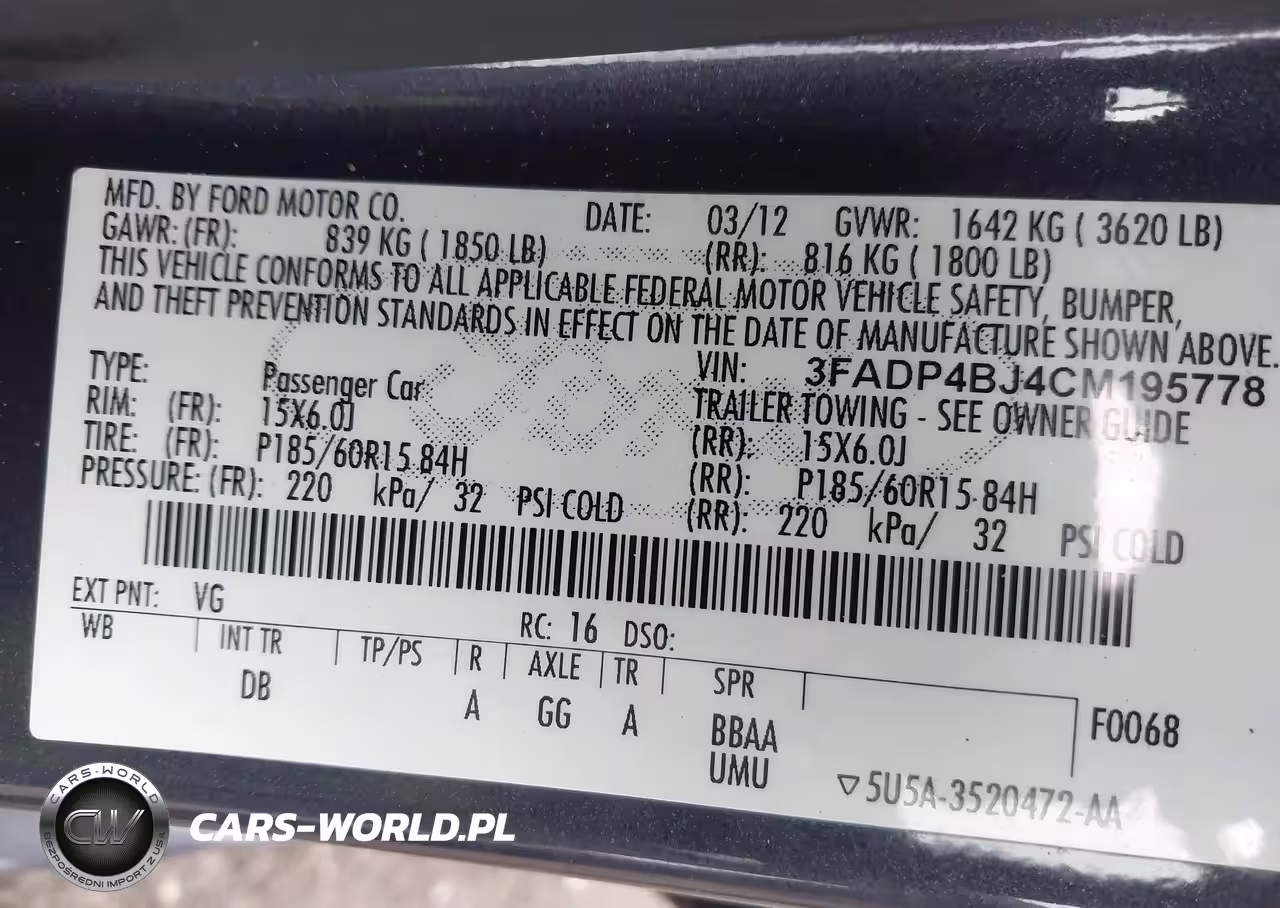 MFD. BY FORD MOTOR CO. DATE: 03/12 GVWR: 1642 KG ( 3620 LB)
GAWR: (FR): 839 KG ( 1850 LB) (RR): 816 KG ( 1800 LB)
THIS VEHICLE CONFORMS TO ALL APPLICABLE FEDERAL MOTOR VEHICLE SAFETY, BUMPER,
AND THEFT PREVENTION STANDARDS IN EFFECT ON THE DATE OF MANUFACTURE SHOWN ABOVE.
VIN: 3FADP4BJ4CM195778
TYPE: Passenger Car TRAILER TOWING - SEE OWNER GUIDE
RIM: (FR): 15X6.0J (RR): 15X6.0J
TIRE: (FR): P185/60R15 84H (RR): P185/60R15 84H
PRESSURE: (FR): 220 kPa/ 32 PSI COLD (RR): 220 kPa/ 32 PSI COLD
EXT PNT: VG RC: 16 DSO:
WB INT TR TP/PS R AXLE TR SPR
DB A GG A BBAA F0068
UMU
▽5U5A-3520472-AA
CARS-WORLD
CW
BEZPOŚREDNI IMPORT Z USA
CARS-WORLD.PL